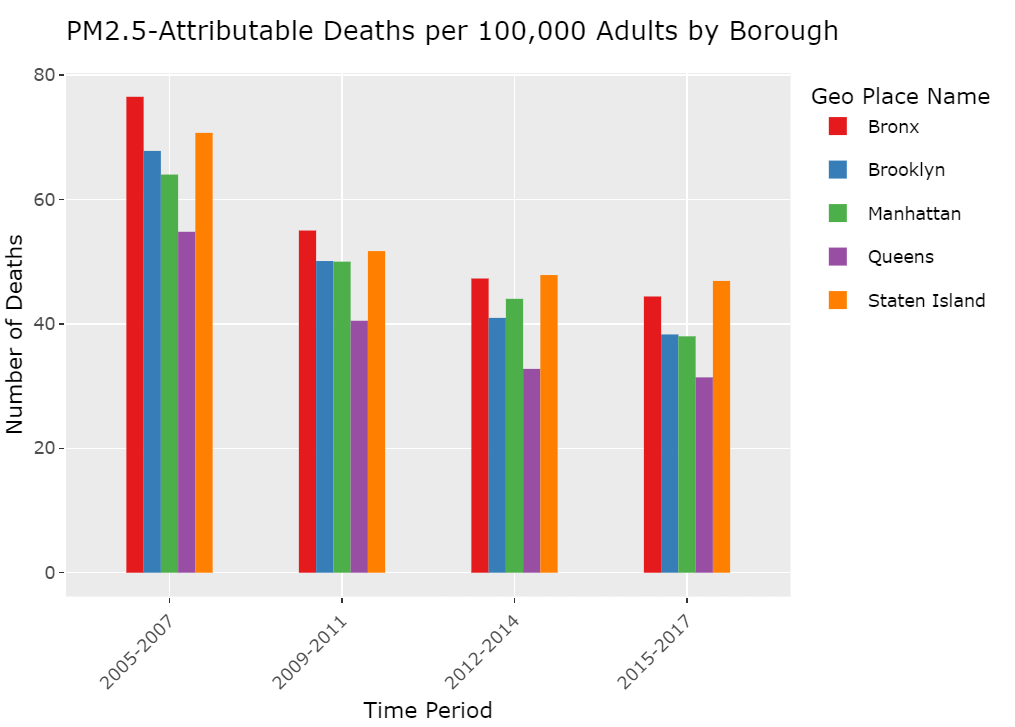 PM2.5-Attributable Deaths per 100,000 Adults by Borough
Number of Deaths
80
60
40
20
0
2005-2007
2009-2011
2012-2014
2015-2017
Time Period
Geo Place Name
Bronx
Brooklyn
Manhattan
Queens
Staten Island